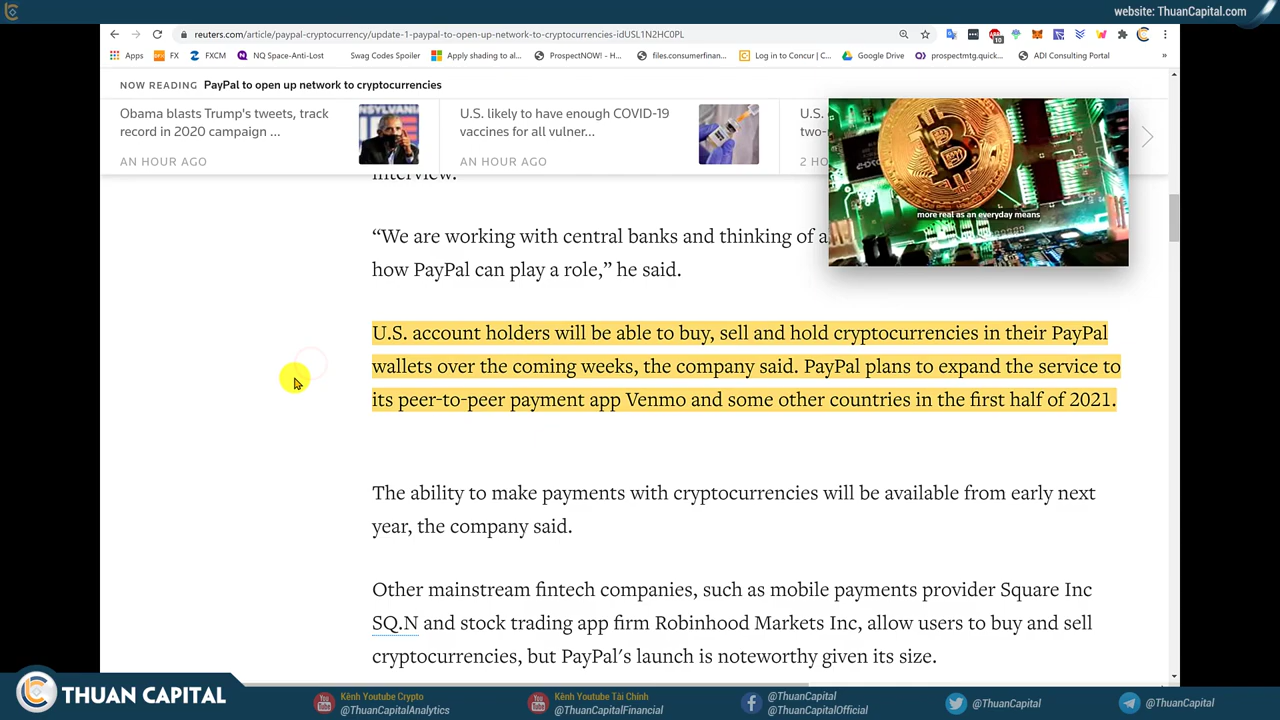 website: ThuanCapital.com
reuters.com/article/paypal-cryptocurrency/update-1-paypal-to-open-up-network-to-cryptocurrencies-idUSL1N2HC0PL
Apps
FX
FXCM
NQ Space-Anti-Lost
Swag Codes Spoiler
Apply shading to al...
ProspectNOW! - H...
files.consumerfinan...
Log in to Concur | C...
Google Drive
prospectmtg.quick...
ADI Consulting Portal
»
NOW READING PayPal to open up network to cryptocurrencies
Obama blasts Trump's tweets, track
record in 2020 campaign ...
AN HOUR AGO
U.S. likely to have enough COVID-19
vaccines for all vulner...
AN HOUR AGO
U.S.
two-
2 HO
more real as an everyday means
interview.
“We are working with central banks and thinking of a
how PayPal can play a role,” he said.
U.S. account holders will be able to buy, sell and hold cryptocurrencies in their PayPal
wallets over the coming weeks, the company said. PayPal plans to expand the service to
its peer-to-peer payment app Venmo and some other countries in the first half of 2021.
The ability to make payments with cryptocurrencies will be available from early next
year, the company said.
Other mainstream fintech companies, such as mobile payments provider Square Inc
SQ.N and stock trading app firm Robinhood Markets Inc, allow users to buy and sell
cryptocurrencies, but PayPal's launch is noteworthy given its size.
THUAN CAPITAL
Kênh Youtube Crypto
@ThuanCapitalAnalytics
Kênh Youtube Tài Chính
@ThuanCapitalFinancial
@ThuanCapital
@ThuanCapitalOfficial
@ThuanCapital
@ThuanCapital